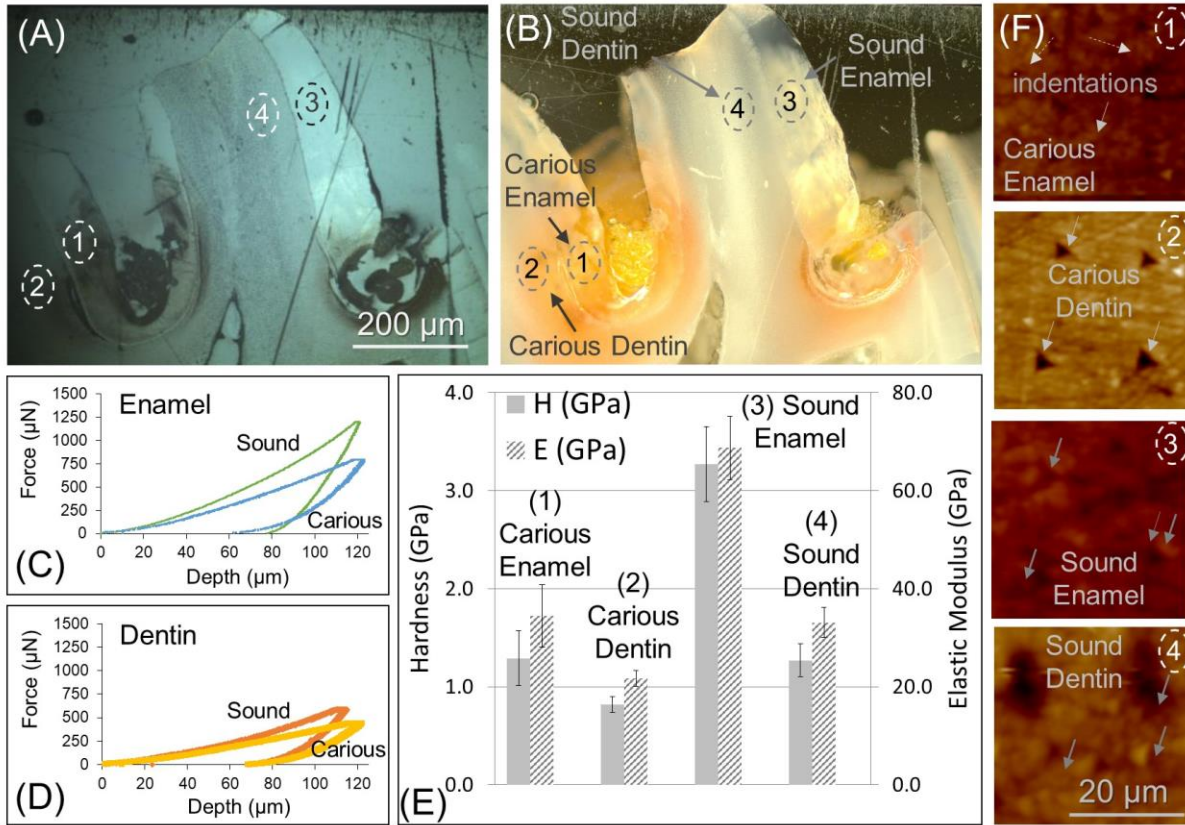 (A)
1
2
3
4
200 µm
(B)
Sound
Dentin
Sound
Enamel
4
3
Carious
Enamel
2
1
Carious Dentin
(F)
1
indentations
Carious
Enamel
2
Carious
Dentin
3
Sound
Enamel
Sound
Dentin
4
20 µm
(C)
Enamel
Force (µN)
1500
1250
1000
750
500
250
0
Sound
Carious
0 20 40 60 80 100 120
Depth (µm)
(D)
Dentin
Force (µN)
1500
1250
1000
750
500
250
0
Sound
Carious
0 20 40 60 80 100 120
Depth (µm)
(E)
Hardness (GPa)
4.0
3.0
2.0
1.0
0.0
H (GPa)
E (GPa)
(1)
Carious
Enamel
(2)
Carious
Dentin
(3) Sound
Enamel
(4)
Sound
Dentin
80.0
60.0
40.0
20.0
0.0
Elastic Modulus (GPa)